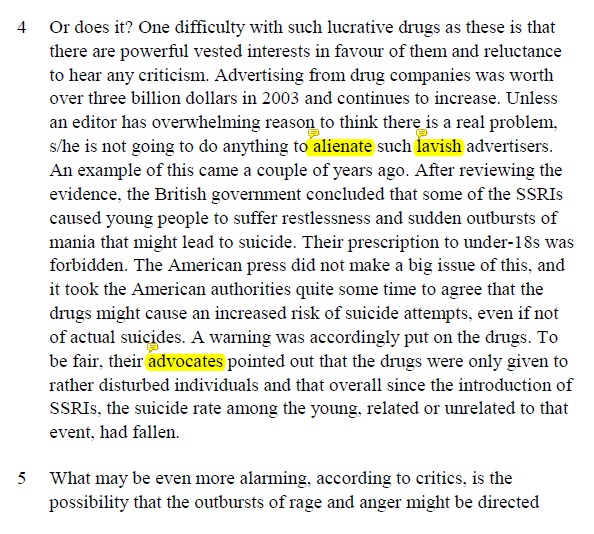 4 Or does it? One difficulty with such lucrative drugs as these is that
there are powerful vested interests in favour of them and reluctance
to hear any criticism. Advertising from drug companies was worth
over three billion dollars in 2003 and continues to increase. Unless
an editor has overwhelming reason to think there is a real problem,
s/he is not going to do anything to alienate such lavish advertisers.
An example of this came a couple of years ago. After reviewing the
evidence, the British government concluded that some of the SSRIs
caused young people to suffer restlessness and sudden outbursts of
mania that might lead to suicide. Their prescription to under-18s was
forbidden. The American press did not make a big issue of this, and
it took the American authorities quite some time to agree that the
drugs might cause an increased risk of suicide attempts, even if not
of actual suicides. A warning was accordingly put on the drugs. To
be fair, their advocates pointed out that the drugs were only given to
rather disturbed individuals and that overall since the introduction of
SSRIs, the suicide rate among the young, related or unrelated to that
event, had fallen.
5 What may be even more alarming, according to critics, is the
possibility that the outbursts of rage and anger might be directed